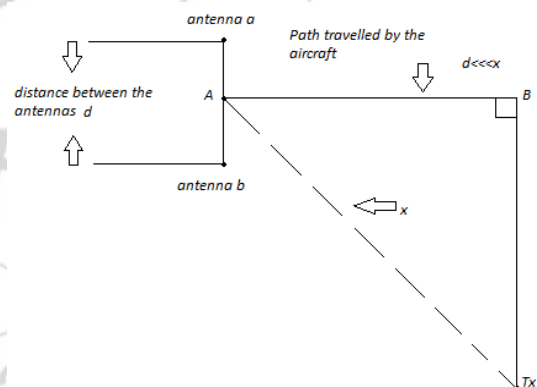 antenna a
Path travelled by the
aircraft
d<<<x
distance between the
antennas d
A
B
antenna b
x
Tx